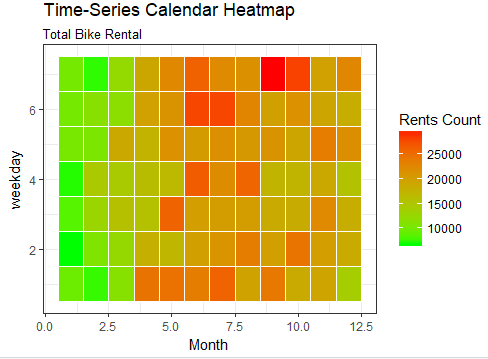 Time-Series Calendar Heatmap
Total Bike Rental
6
4
2
weekday
0.0 2.5 5.0 7.5 10.0 12.5
Month
Rents Count
25000
20000
15000
10000